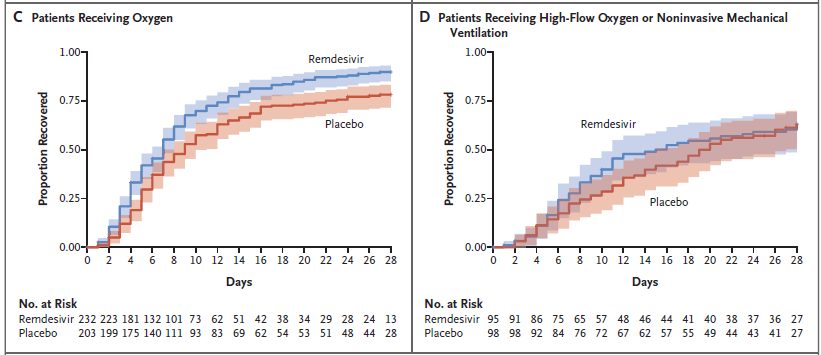 C Patients Receiving Oxygen
1.00
0.75
0.50
0.25
0.00
Proportion Recovered
Remdesivir
Placebo
0 2 4 6 8 10 12 14 16 18 20 22 24 26 28
Days
No. at Risk
Remdesivir 232 223 181 132 101 73 62 51 42 38 34 29 28 24 13
Placebo 203 199 175 140 111 93 83 69 62 54 53 51 48 44 28
D Patients Receiving High-Flow Oxygen or Noninvasive Mechanical
Ventilation
1.00
0.75
0.50
0.25
0.00
Proportion Recovered
Remdesivir
Placebo
0 2 4 6 8 10 12 14 16 18 20 22 24 26 28
Days
No. at Risk
Remdesivir 95 91 86 75 65 57 48 46 44 41 40 38 37 36 27
Placebo 98 98 92 84 76 72 67 62 57 55 49 44 43 41 27